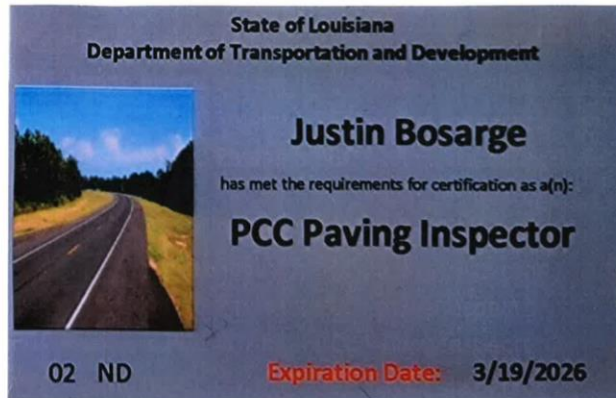 State of Louisiana
Department of Transportation and Development
Justin Bosarge
has met the requirements for certification as a(n):
PCC Paving Inspector
02 ND
Expiration Date: 3/19/2026